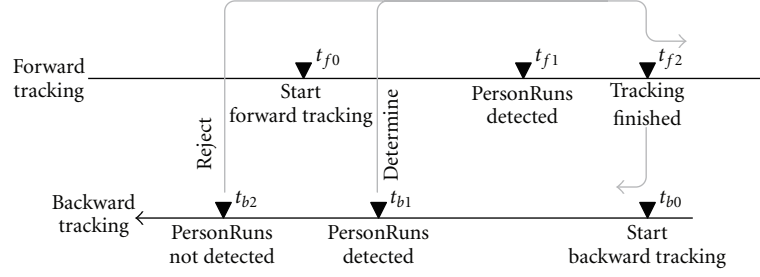 t_f0
t_f1
t_f2
Forward
tracking
Start
forward tracking
PersonRuns
detected
Tracking
finished
Reject
Determine
Backward
tracking
t_b2
t_b1
t_b0
PersonRuns
not detected
PersonRuns
detected
Start
backward tracking